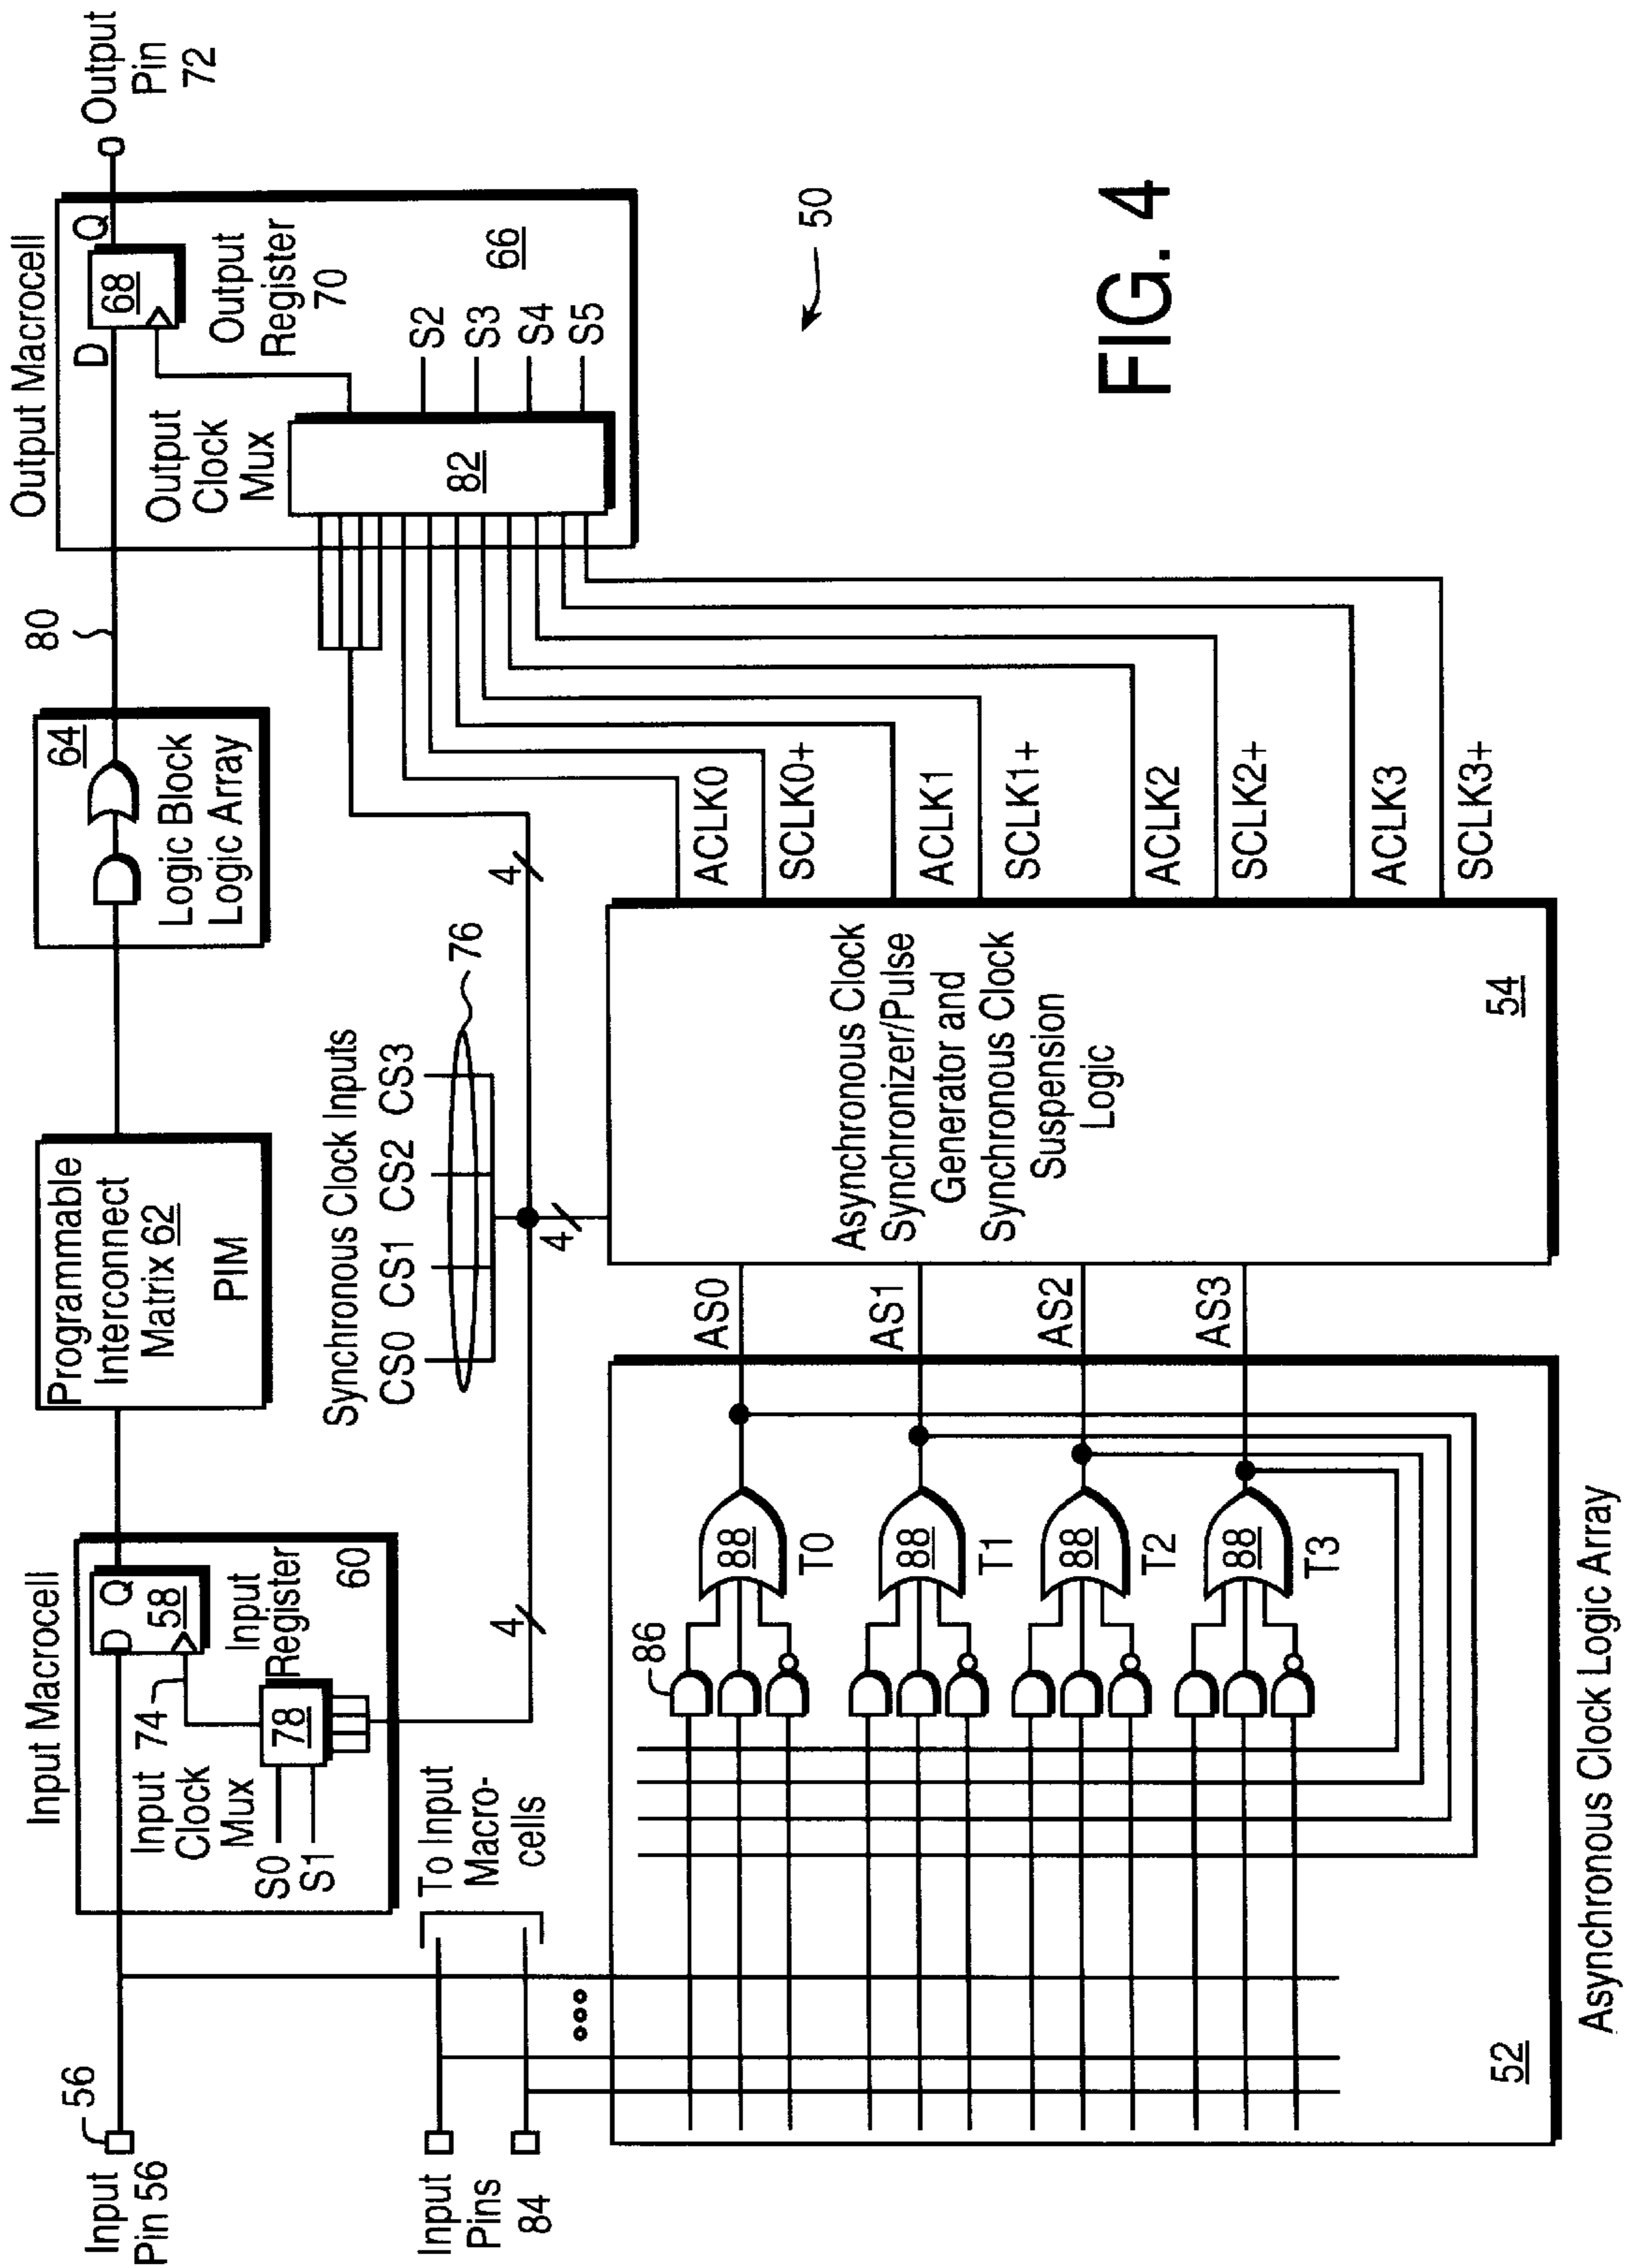 Input
Pin 56
56
Input Macrocell
D Q
58
74
Input
Register
60
Input
Clock
Mux
78
S0
S1
Programmable
Interconnect
Matrix 62
PIM
64
Logic Block
Logic Array
80
Output Macrocell
D Q
68
Output
Register
70
Output
Clock
Mux
82
S2
S3
S4
S5
66
Output
Pin
72
Input
Pins
84
To Input
Macro-
cells
Synchronous Clock Inputs
CS0 CS1 CS2 CS3
76
4
4
4
86
88
T0
88
T1
88
T2
88
T3
AS0
AS1
AS2
AS3
52
Asynchronous Clock Logic Array
Asynchronous Clock
Synchronizer/Pulse
Generator and
Synchronous Clock
Suspension
Logic
54
ACLK0
SCLK0+
ACLK1
SCLK1+
ACLK2
SCLK2+
ACLK3
SCLK3+
50
FIG. 4